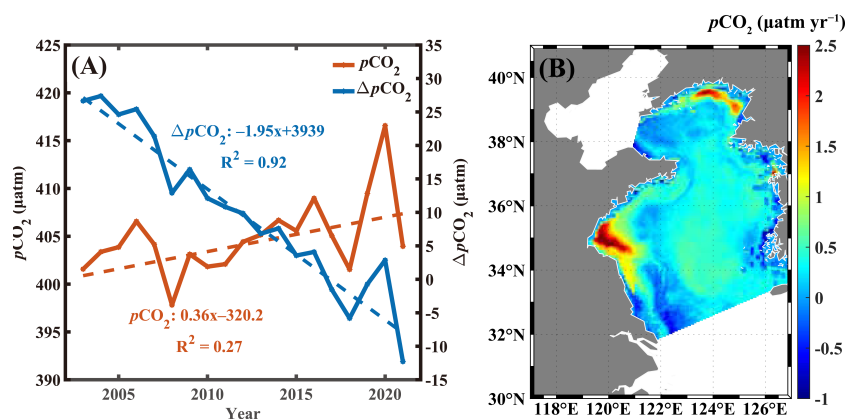 pCO₂ (μatm yr⁻¹)
(A)
pCO₂
ΔpCO₂
ΔpCO₂: –1.95x+3939
R² = 0.92
pCO₂: 0.36x–320.2
R² = 0.27
425
420
415
410
405
400
395
390
pCO₂ (μatm)
35
30
25
20
15
10
5
0
-5
-10
-15
ΔpCO₂ (μatm)
2005
2010
2015
2020
Year
(B)
40°N
38°N
36°N
34°N
32°N
30°N
118°E
120°E
122°E
124°E
126°E
2.5
2
1.5
1
0.5
0
-0.5
-1